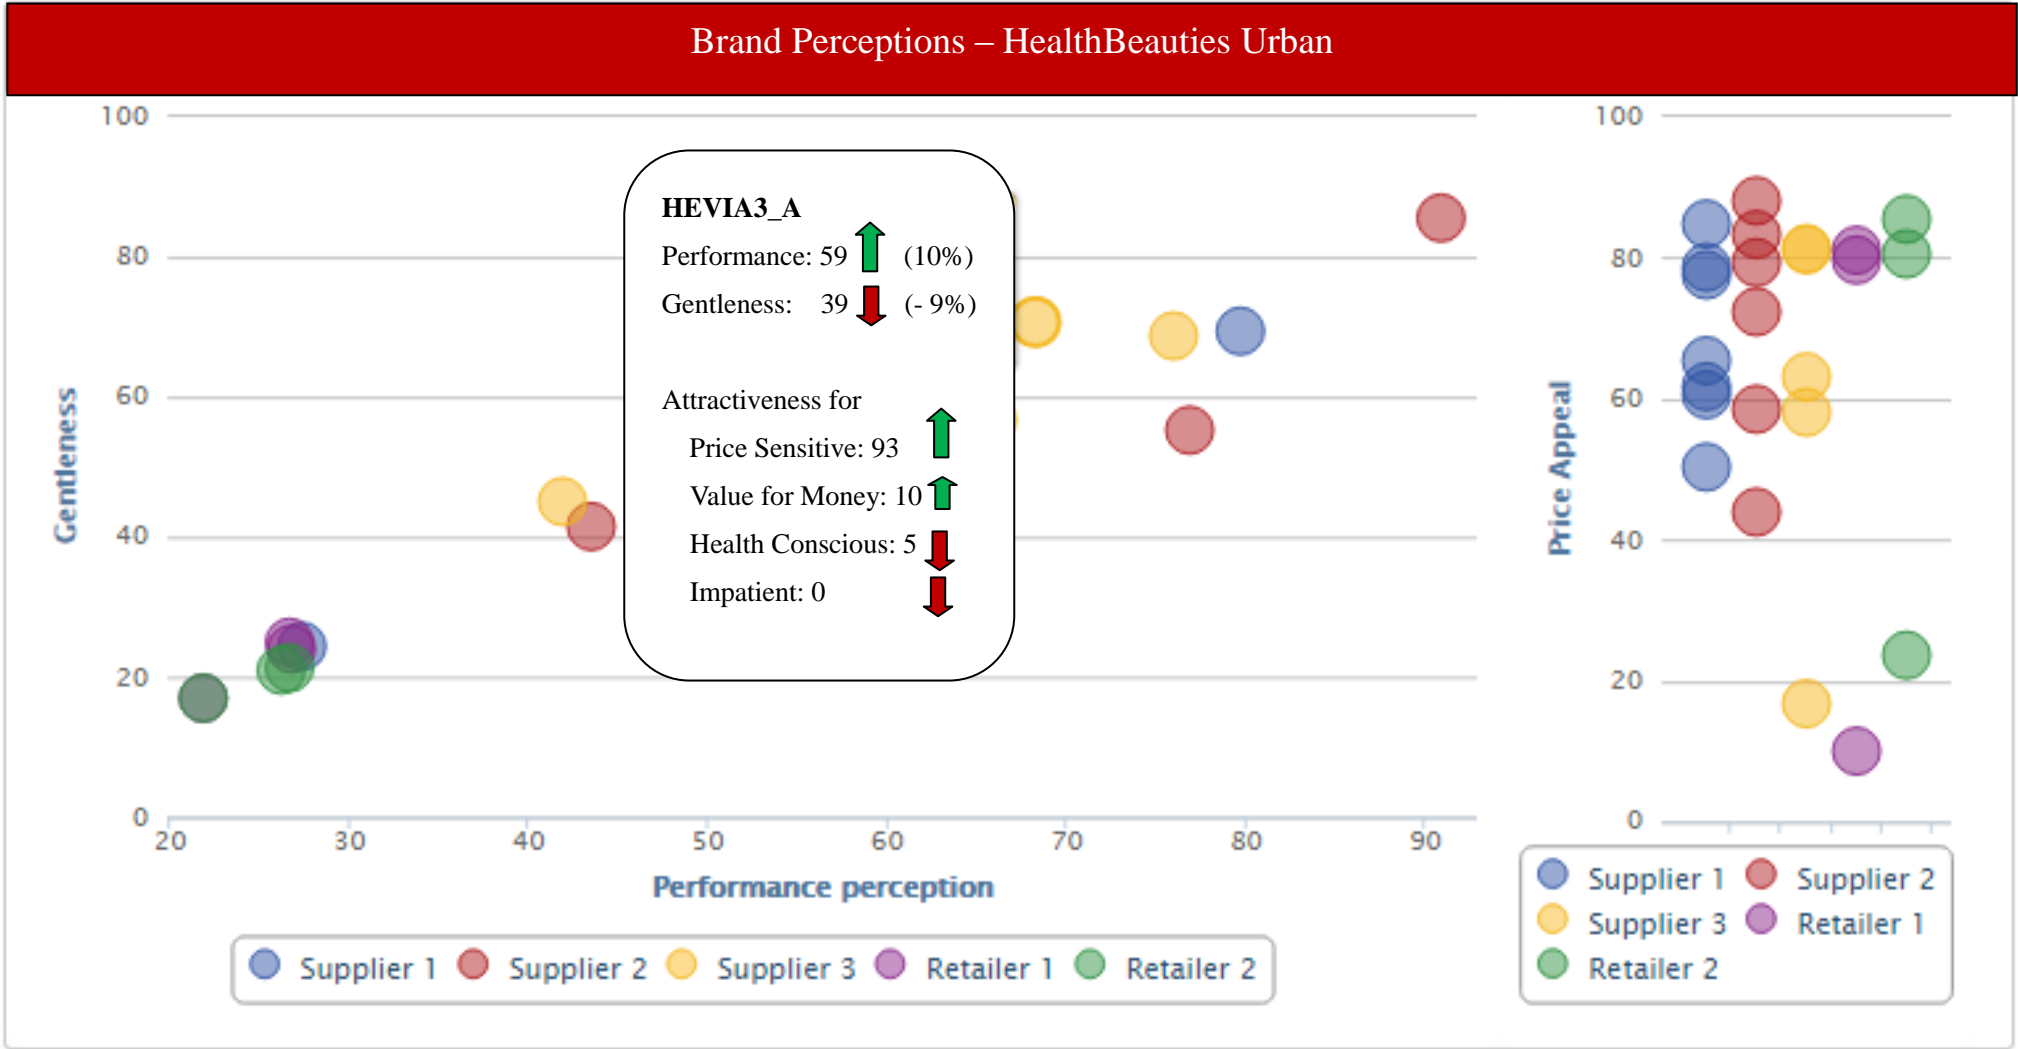 Brand Perceptions – HealthBeauties Urban
100
80
60
40
20
0
Gentleness
20 30 40 50 60 70 80 90
Performance perception
HEVIA3_A
Performance: 59 (10%)
Gentleness: 39 (- 9%)
Attractiveness for
Price Sensitive: 93
Value for Money: 10
Health Conscious: 5
Impatient: 0
Supplier 1 Supplier 2 Supplier 3 Retailer 1 Retailer 2
100
80
60
40
20
0
Price Appeal
Supplier 1 Supplier 2
Supplier 3 Retailer 1
Retailer 2